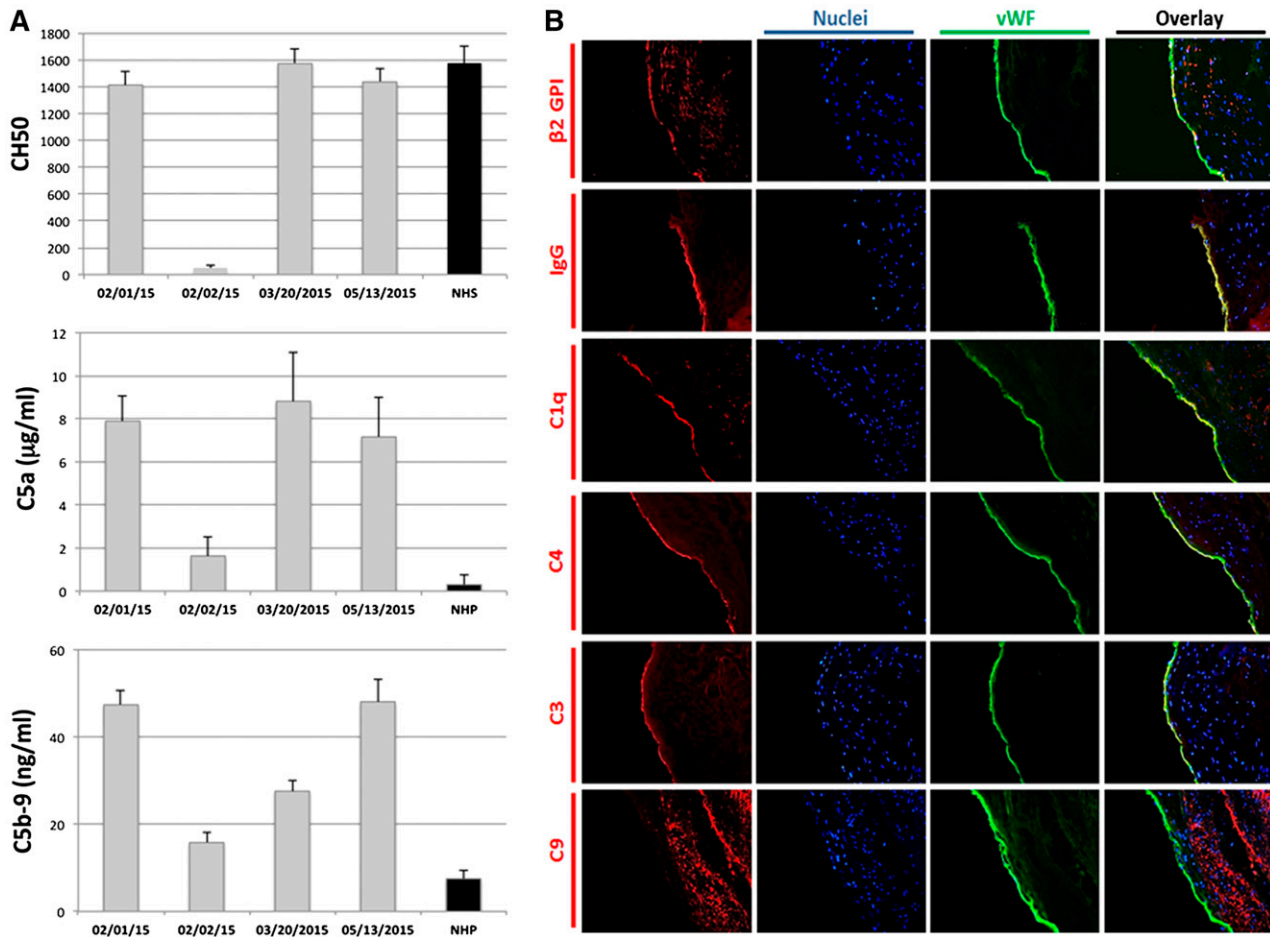 A
1800
1600
1400
1200
1000
800
600
400
200
0
CH50
02/01/15 02/02/15 03/20/2015 05/13/2015 NHS
12
10
8
6
4
2
0
C5a (µg/ml)
02/01/15 02/02/15 03/20/2015 05/13/2015 NHP
60
40
20
0
C5b-9 (ng/ml)
02/01/15 02/02/15 03/20/2015 05/13/2015 NHP
B
Nuclei vWF Overlay
β2 GPI
IgG
C1q
C4
C3
C9